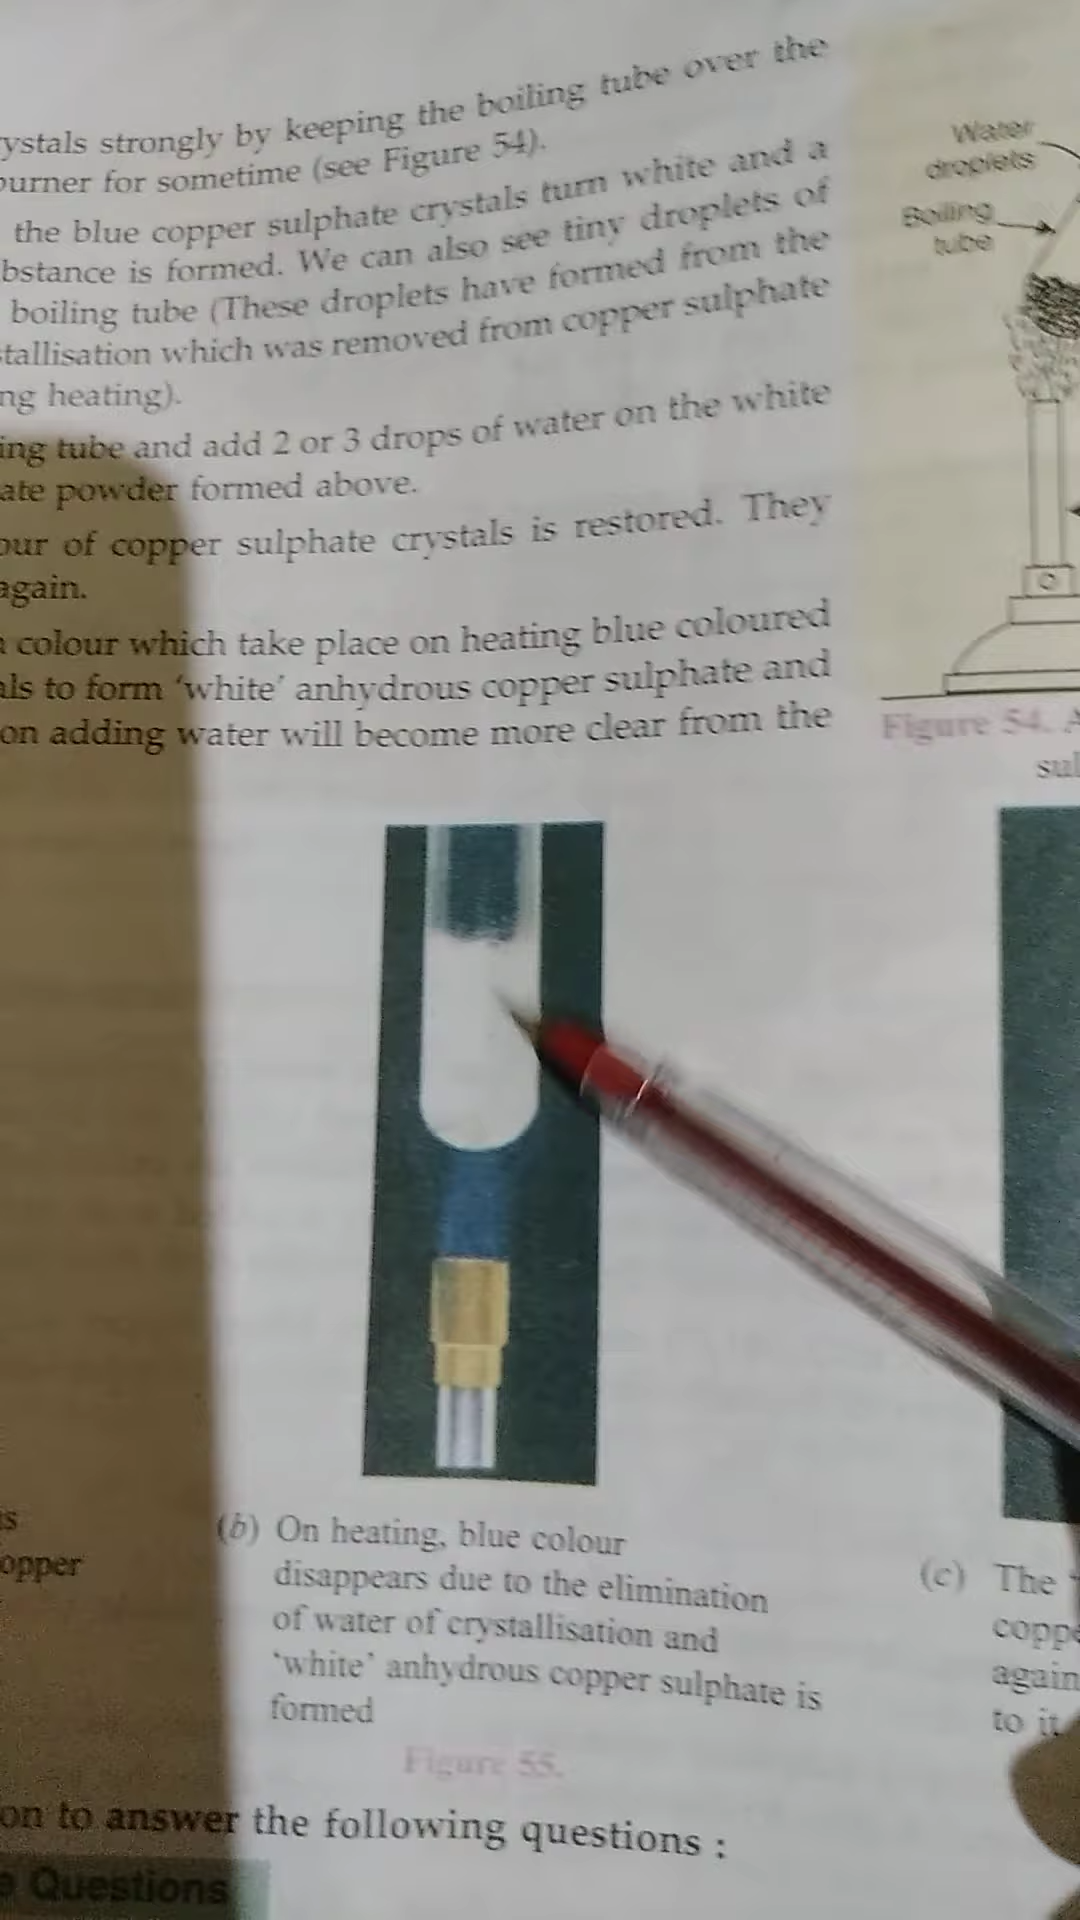 ystals strongly by keeping the boiling tube over the
burner for sometime (see Figure 54).
the blue copper sulphate crystals turn white and a
bstance is formed. We can also see tiny droplets of
boiling tube (These droplets have formed from the
tallisation which was removed from copper sulphate
ng heating).
ing tube and add 2 or 3 drops of water on the white
ate powder formed above.
our of copper sulphate crystals is restored. They
again.
colour which take place on heating blue coloured
als to form 'white' anhydrous copper sulphate and
on adding water will become more clear from the
Water
droplets
Boiling
tube
Figure 54. A
sul
opper
(b) On heating, blue colour
disappears due to the elimination
of water of crystallisation and
'white' anhydrous copper sulphate is
formed
(c) The
coppe
again
to it
Figure 55.
on to answer the following questions :
Questions